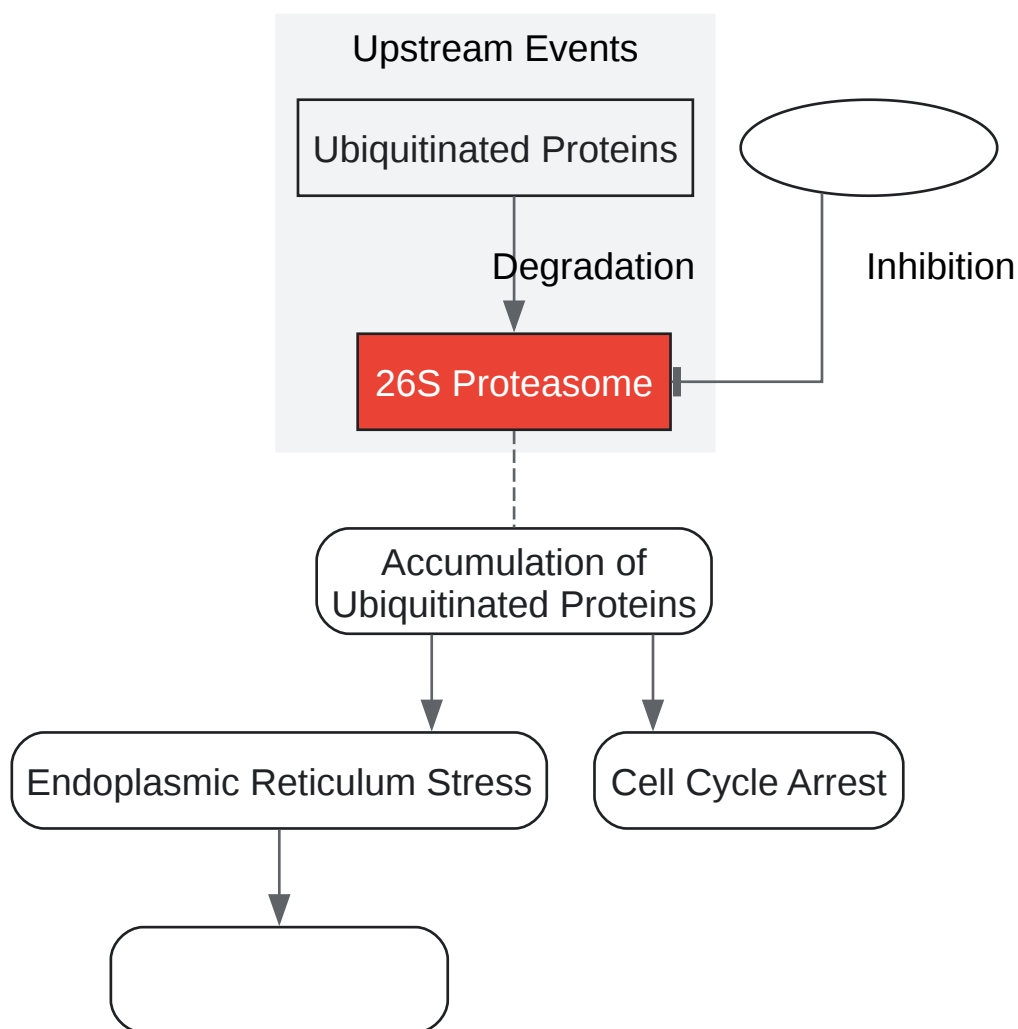 Upstream Events
Ubiquitinated Proteins
Degradation
Inhibition
26S Proteasome
Accumulation of
Ubiquitinated Proteins
Endoplasmic Reticulum Stress
Cell Cycle Arrest